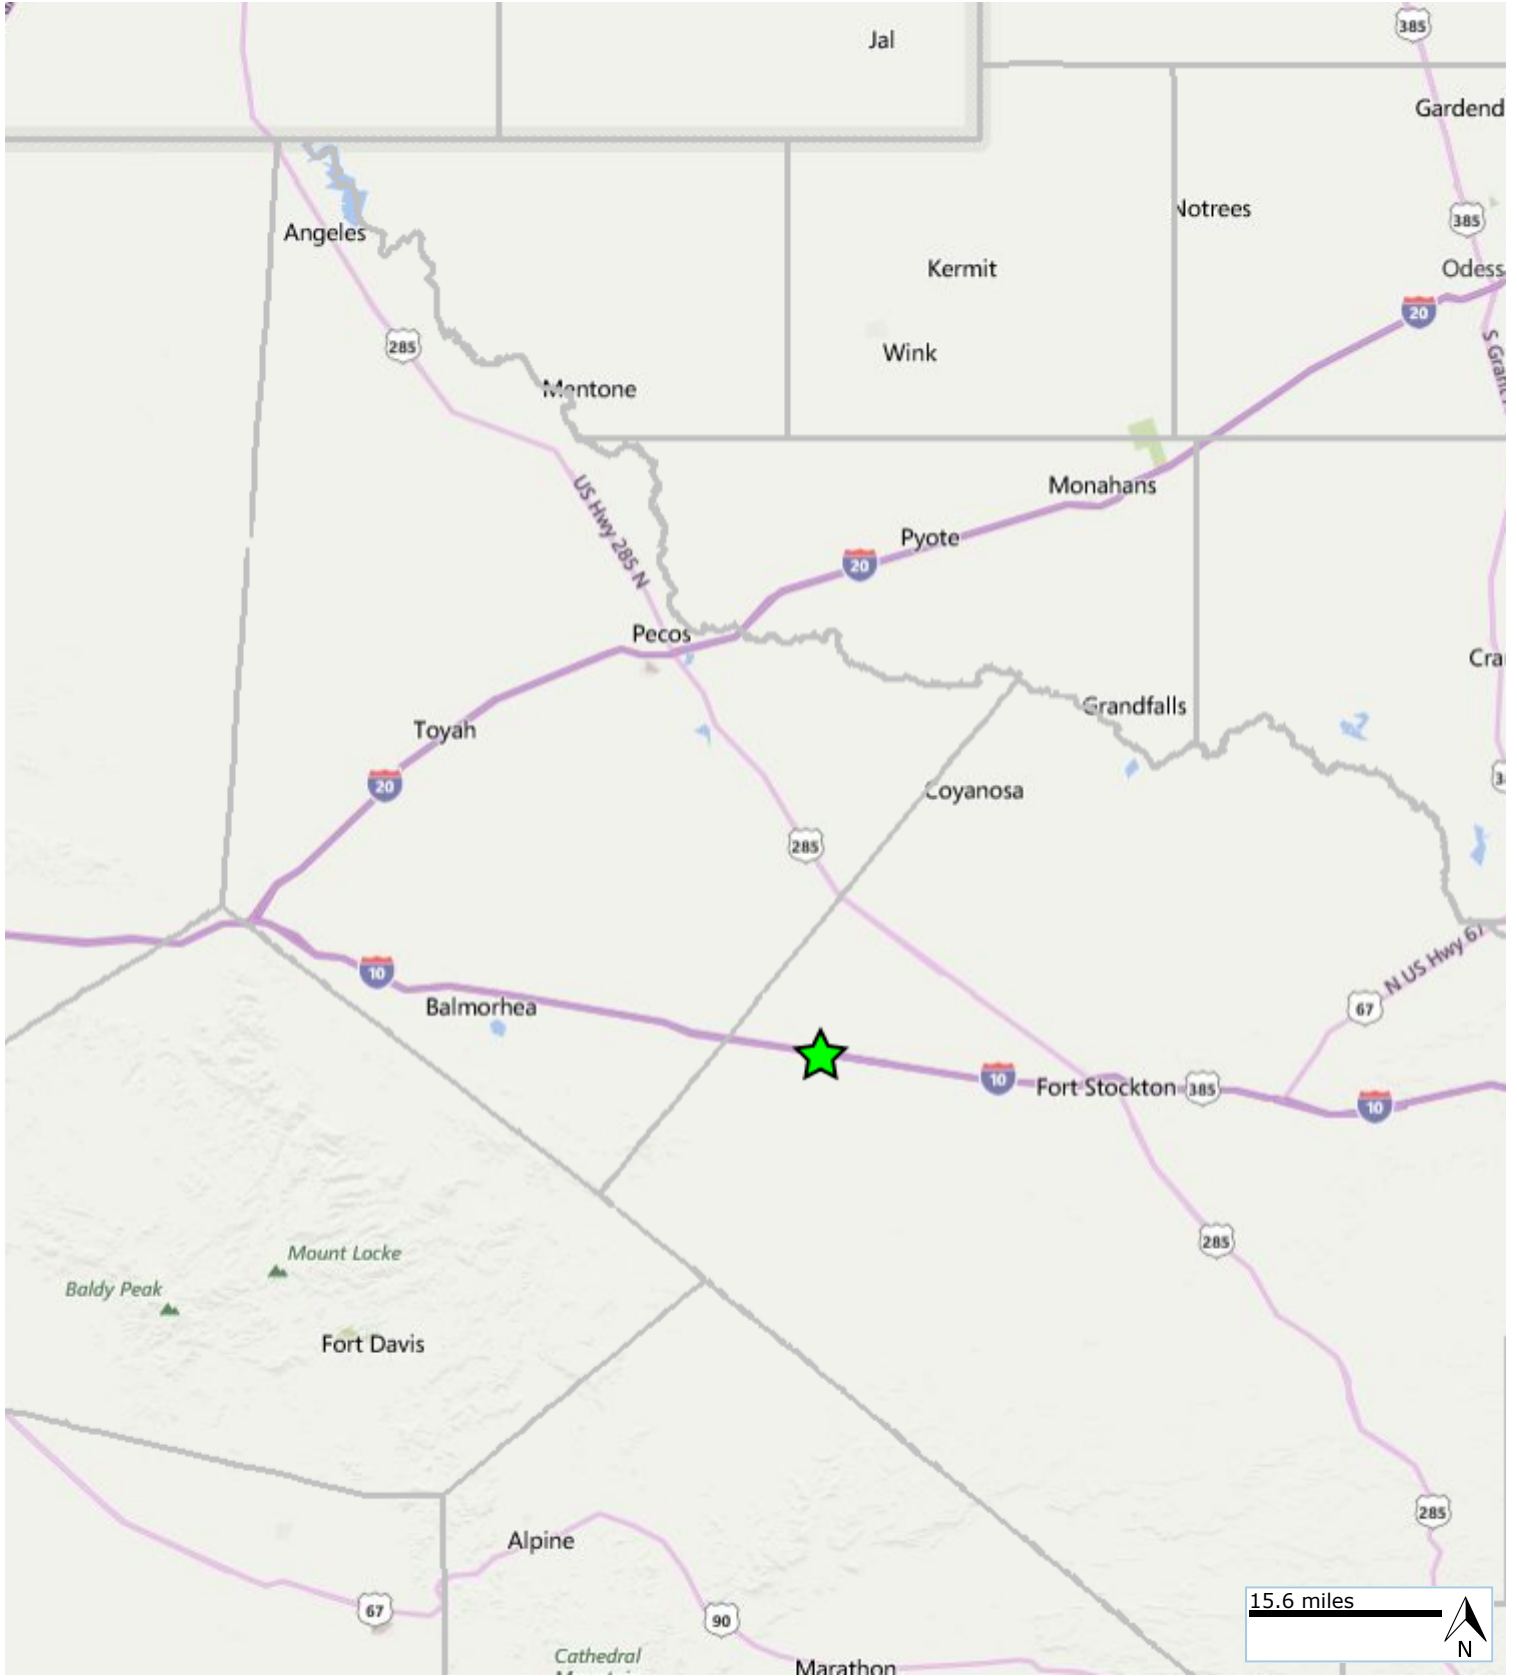 Jal
385
Gardend
Angeles
Notrees
385
Kermit
Odess
20
285
Wink
S Grant
Mentone
US Hwy 285 N
Monahans
Pyote
20
Pecos
Cra
Grandfalls
Toyah
20
Coyanosa
285
N US Hwy 67
10
67
Balmorhea
10
Fort Stockton
385
10
285
Mount Locke
Baldy Peak
Fort Davis
285
Alpine
67
90
15.6 miles
N
Cathedral
Marathon